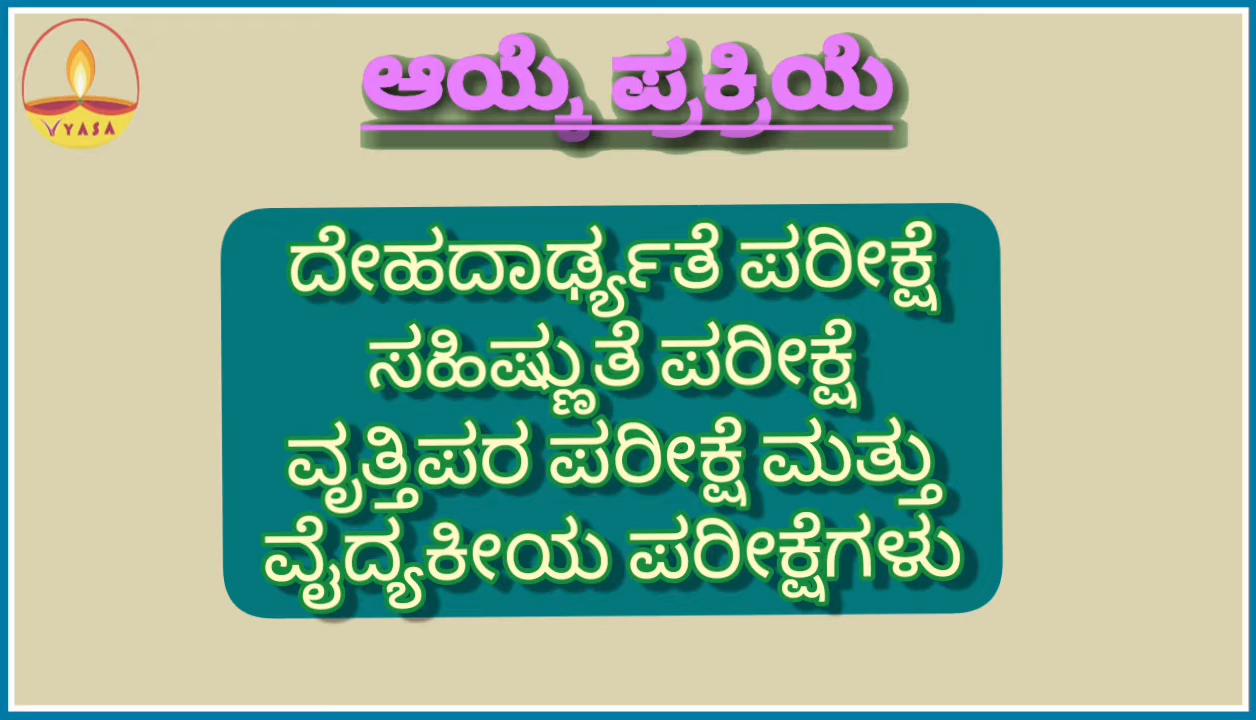 VYASA
ಆಯ್ಕೆ ಪ್ರಕ್ರಿಯೆ
ದೇಹದಾರ್ಢ್ಯತೆ ಪರೀಕ್ಷೆ
ಸಹಿಷ್ಣುತೆ ಪರೀಕ್ಷೆ
ವೃತ್ತಿಪರ ಪರೀಕ್ಷೆ ಮತ್ತು
ವೈದ್ಯಕೀಯ ಪರೀಕ್ಷೆಗಳು